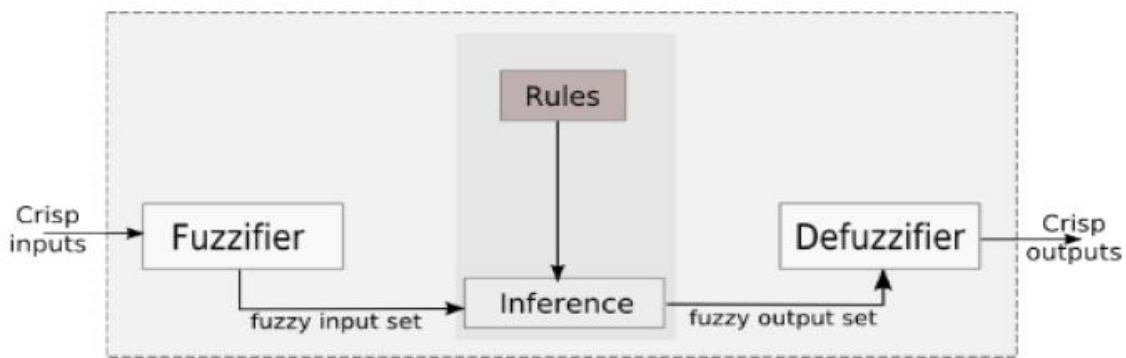 Rules
Crisp
inputs
Fuzzifier
Defuzzifier
Crisp
outputs
Inference
fuzzy input set
fuzzy output set